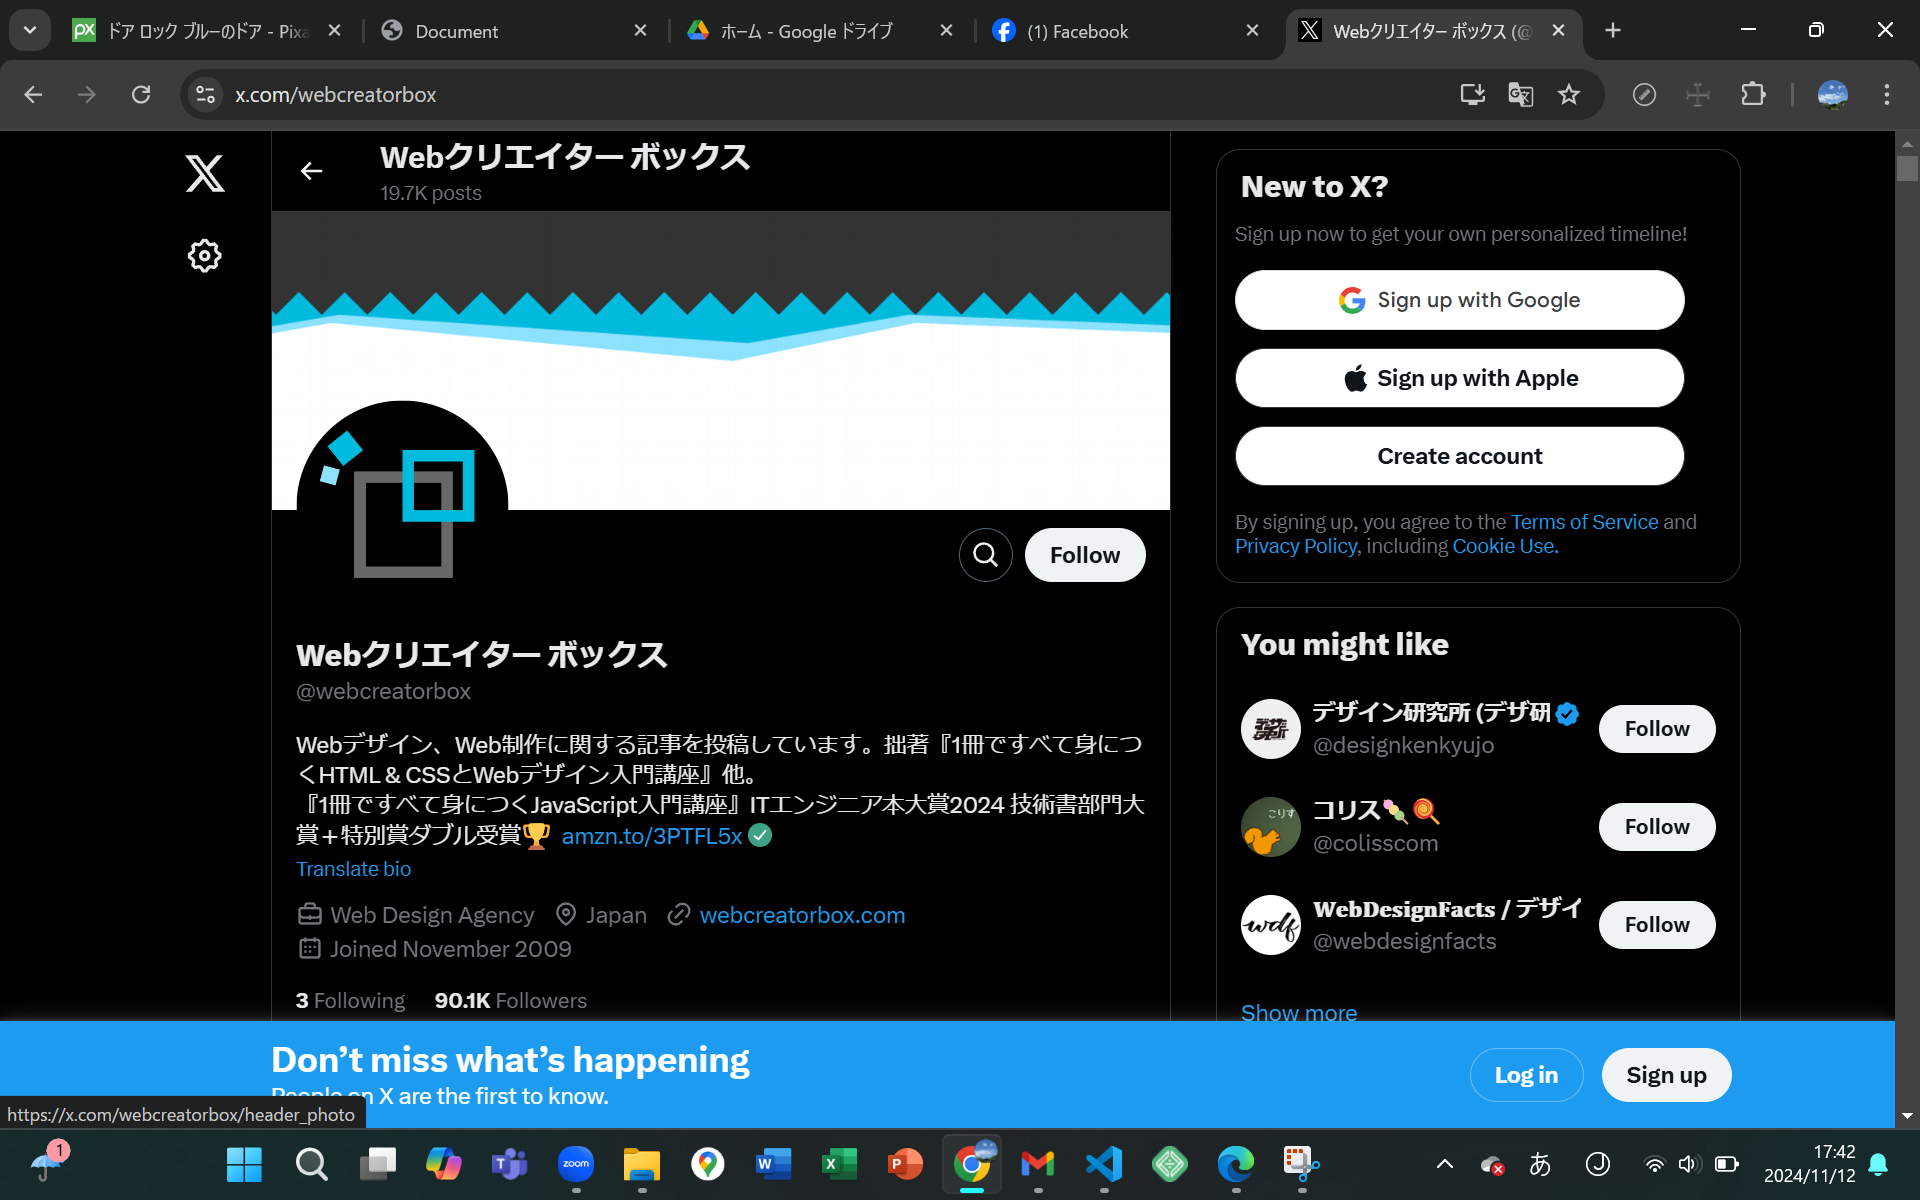 ドア ロック ブルーのドア - Pixa
Document
ホーム - Google ドライブ
(1) Facebook
Webクリエイター ボックス (@
x.com/webcreatorbox
Webクリエイター ボックス
19.7K posts
Follow
Webクリエイター ボックス
@webcreatorbox
Webデザイン、Web制作に関する記事を投稿しています。拙著『1冊ですべて身につ
くHTML & CSSとWebデザイン入門講座』他。
『1冊ですべて身につくJavaScript入門講座』ITエンジニア本大賞2024 技術書部門大
賞＋特別賞ダブル受賞🏆 amzn.to/3PTFL5x
Translate bio
Web Design Agency Japan webcreatorbox.com
Joined November 2009
3 Following 90.1K Followers
New to X?
Sign up now to get your own personalized timeline!
Sign up with Google
Sign up with Apple
Create account
By signing up, you agree to the Terms of Service and
Privacy Policy, including Cookie Use.
You might like
デザイン研究所 (デザ研
@designkenkyujo
Follow
こりす
コリス🍡🍭
@colisscom
Follow
wdf
WebDesignFacts / デザイ
@webdesignfacts
Follow
Show more
Don’t miss what’s happening
People on X are the first to know.
Log in
Sign up
https://x.com/webcreatorbox/header_photo
1
zoom
あ
17:42
2024/11/12